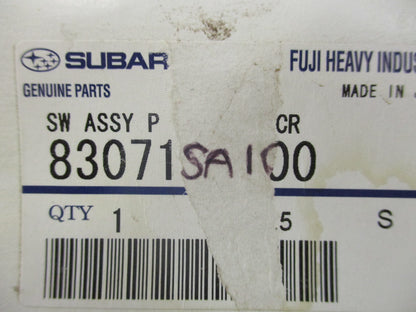 SUBAR FUJI HEAVY INDUS
GENUINE PARTS MADE IN J
SW ASSY P CR
83071SA100
QTY 1 5 S